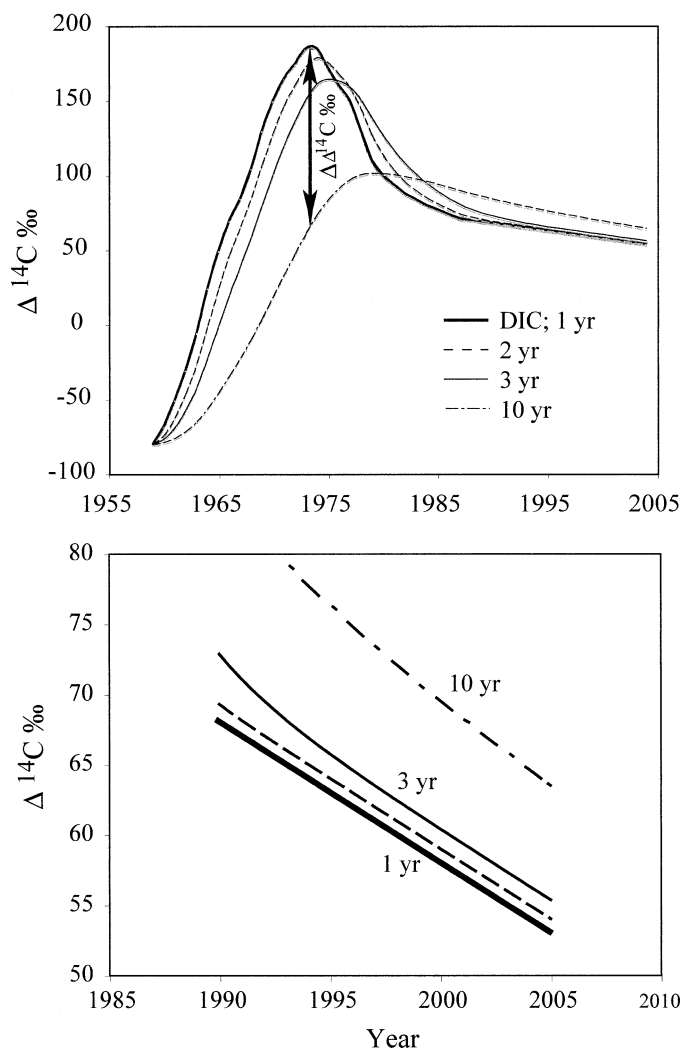 200
150
100
50
0
-50
-100
Δ ¹⁴C ‰
ΔΔ¹⁴C ‰
DIC; 1 yr
2 yr
3 yr
10 yr
1955 1965 1975 1985 1995 2005
80
75
70
65
60
55
50
Δ ¹⁴C ‰
10 yr
3 yr
1 yr
1985 1990 1995 2000 2005 2010
Year